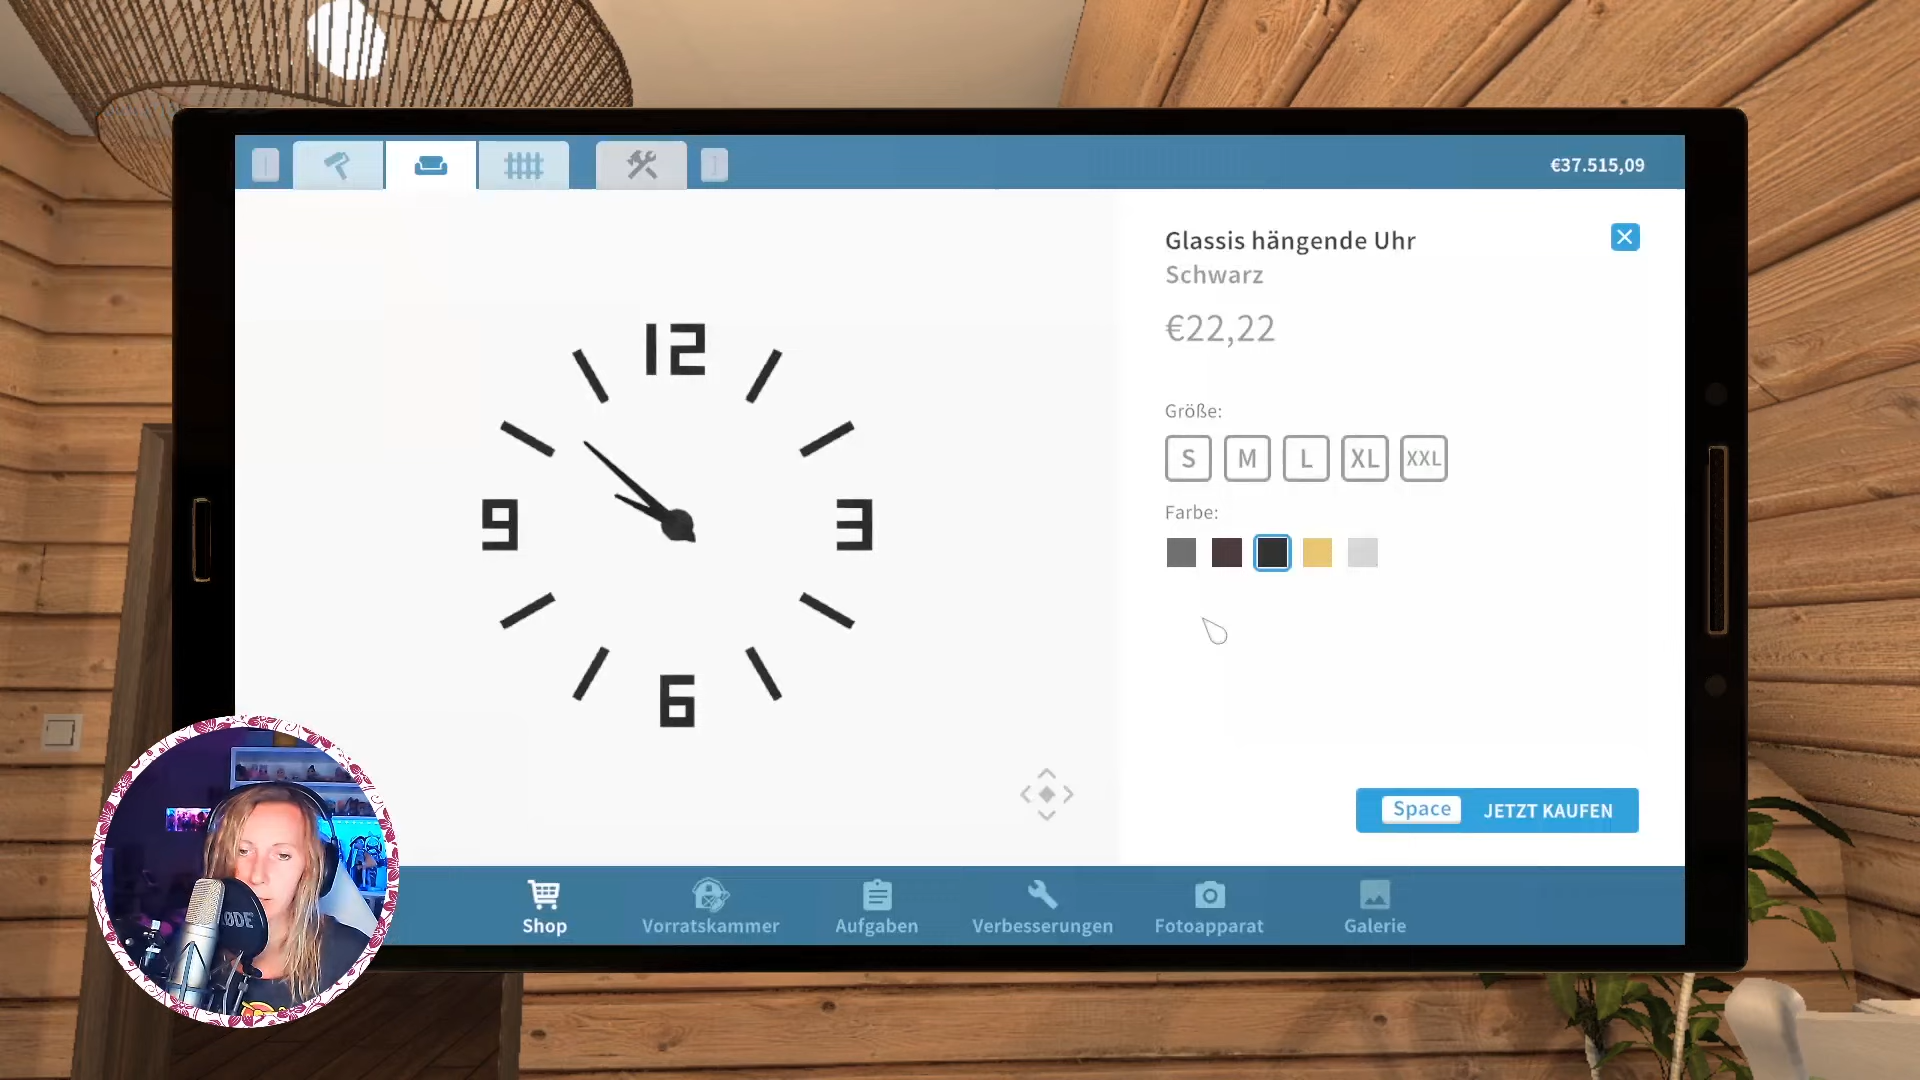 €37.515,09
Glassis hängende Uhr
Schwarz
€22,22
Größe:
S M L XL XXL
Farbe:
12
9 3
6
Space JETZT KAUFEN
Shop Vorratskammer Aufgaben Verbesserungen Fotoapparat Galerie
RØDE